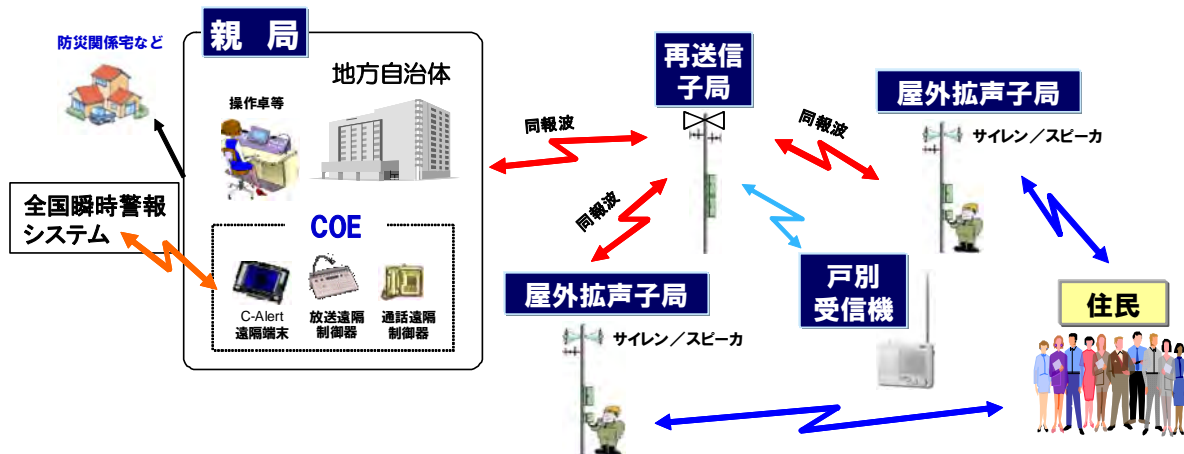 防災関係宅など
親 局
地方自治体
操作卓等
全国瞬時警報
システム
COE
C-Alert
遠隔端末
放送遠隔
制御器
通話遠隔
制御器
同報波
再送信
子局
同報波
同報波
屋外拡声子局
サイレン／スピーカ
屋外拡声子局
サイレン／スピーカ
戸別
受信機
住民